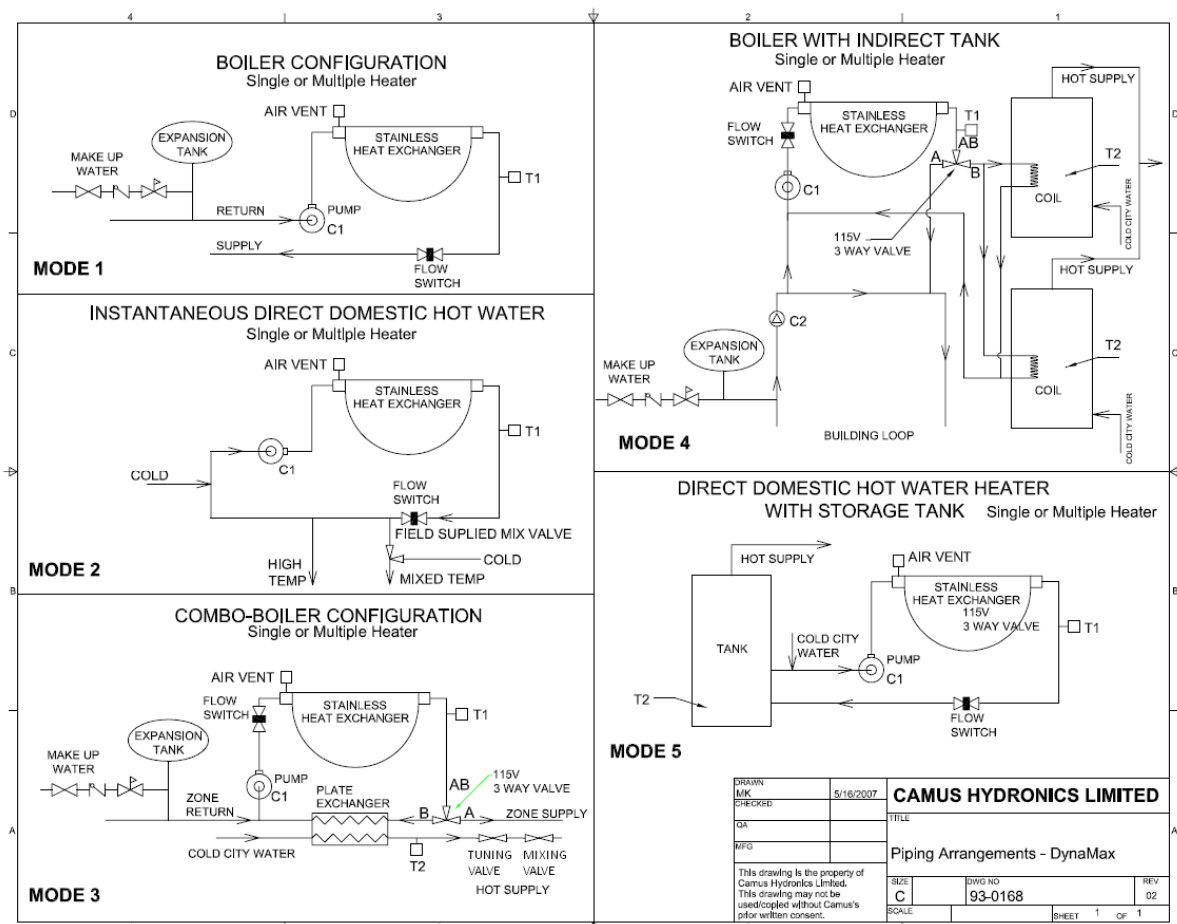 4
3
2
1
D
D
C
C
B
B
A
A
BOILER CONFIGURATION
Single or Multiple Heater
AIR VENT
EXPANSION
TANK
STAINLESS
HEAT EXCHANGER
MAKE UP
WATER
T1
RETURN
PUMP
C1
SUPPLY
FLOW
SWITCH
MODE 1
INSTANTANEOUS DIRECT DOMESTIC HOT WATER
Single or Multiple Heater
AIR VENT
STAINLESS
HEAT EXCHANGER
T1
C1
COLD
FLOW
SWITCH
FIELD SUPLIED MIX VALVE
COLD
HIGH
TEMP
MIXED TEMP
MODE 2
COMBO-BOILER CONFIGURATION
Single or Multiple Heater
AIR VENT
FLOW
SWITCH
STAINLESS
HEAT EXCHANGER
T1
EXPANSION
TANK
MAKE UP
WATER
PUMP
C1
PLATE
EXCHANGER
AB
115V
3 WAY VALVE
ZONE
RETURN
B
A
ZONE SUPPLY
COLD CITY WATER
T2
TUNING
VALVE
MIXING
VALVE
HOT SUPPLY
MODE 3
BOILER WITH INDIRECT TANK
Single or Multiple Heater
HOT SUPPLY
AIR VENT
FLOW
SWITCH
STAINLESS
HEAT EXCHANGER
T1
AB
A
B
C1
T2
COIL
COLD CITY WATER
115V
3 WAY VALVE
HOT SUPPLY
C2
EXPANSION
TANK
MAKE UP
WATER
T2
COIL
COLD CITY WATER
BUILDING LOOP
MODE 4
DIRECT DOMESTIC HOT WATER HEATER
WITH STORAGE TANK Single or Multiple Heater
HOT SUPPLY
AIR VENT
STAINLESS
HEAT EXCHANGER
115V
3 WAY VALVE
T1
TANK
COLD CITY
WATER
PUMP
C1
T2
FLOW
SWITCH
MODE 5
DRAWN
MK
5/16/2007
CHECKED
QA
MFG
CAMUS HYDRONICS LIMITED
TITLE
Piping Arrangements - DynaMax
This drawing is the property of
Camus Hydronics Limited.
This drawing may not be
used/copied without Camus's
prior written consent.
SIZE
C
DWG NO
93-0168
REV
02
SCALE
SHEET 1 OF 1